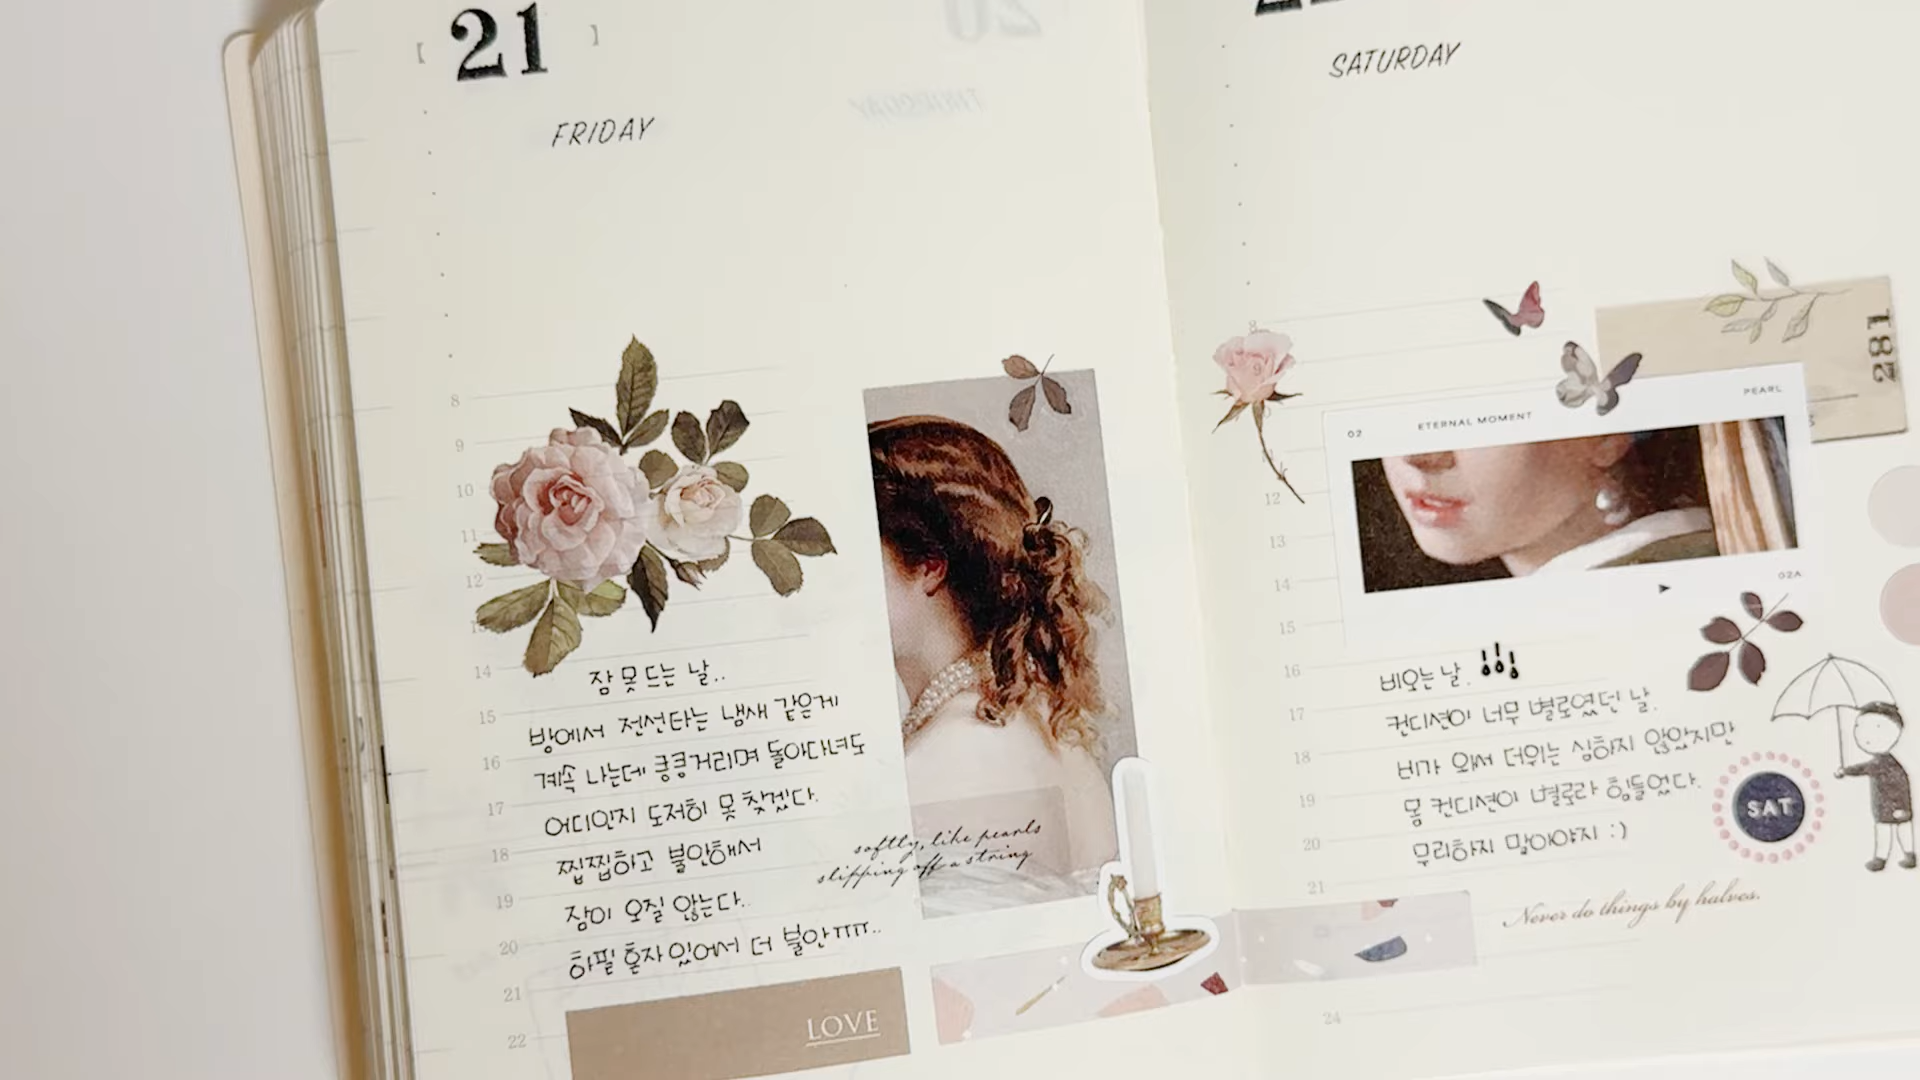 21
FRIDAY
8
9
10
11
12
14
15
16
17
18
19
20
21
22
잠 못 드는 날..
방에서 전선타는 냄새 같은게
계속 나는데 킁킁거리며 돌아다녀도
어디인지 도저히 못 찾겠다.
찝찝하고 불안해서
잠이 오질 않는다..
하필 혼자 있어서 더 불안ㅠㅠ..
softly, like pearls
slipping off a string
LOVE
SATURDAY
8
9
12
13
14
15
16
17
18
19
20
21
24
281
02 ETERNAL MOMENT PEARL
02A
비오는 날.
컨디션이 너무 별로였던 날.
비가 와서 더위는 심하지 않았지만
몸 컨디션이 별로라 힘들었다.
무리하지 말아야지 :)
SAT
Never do things by halves.